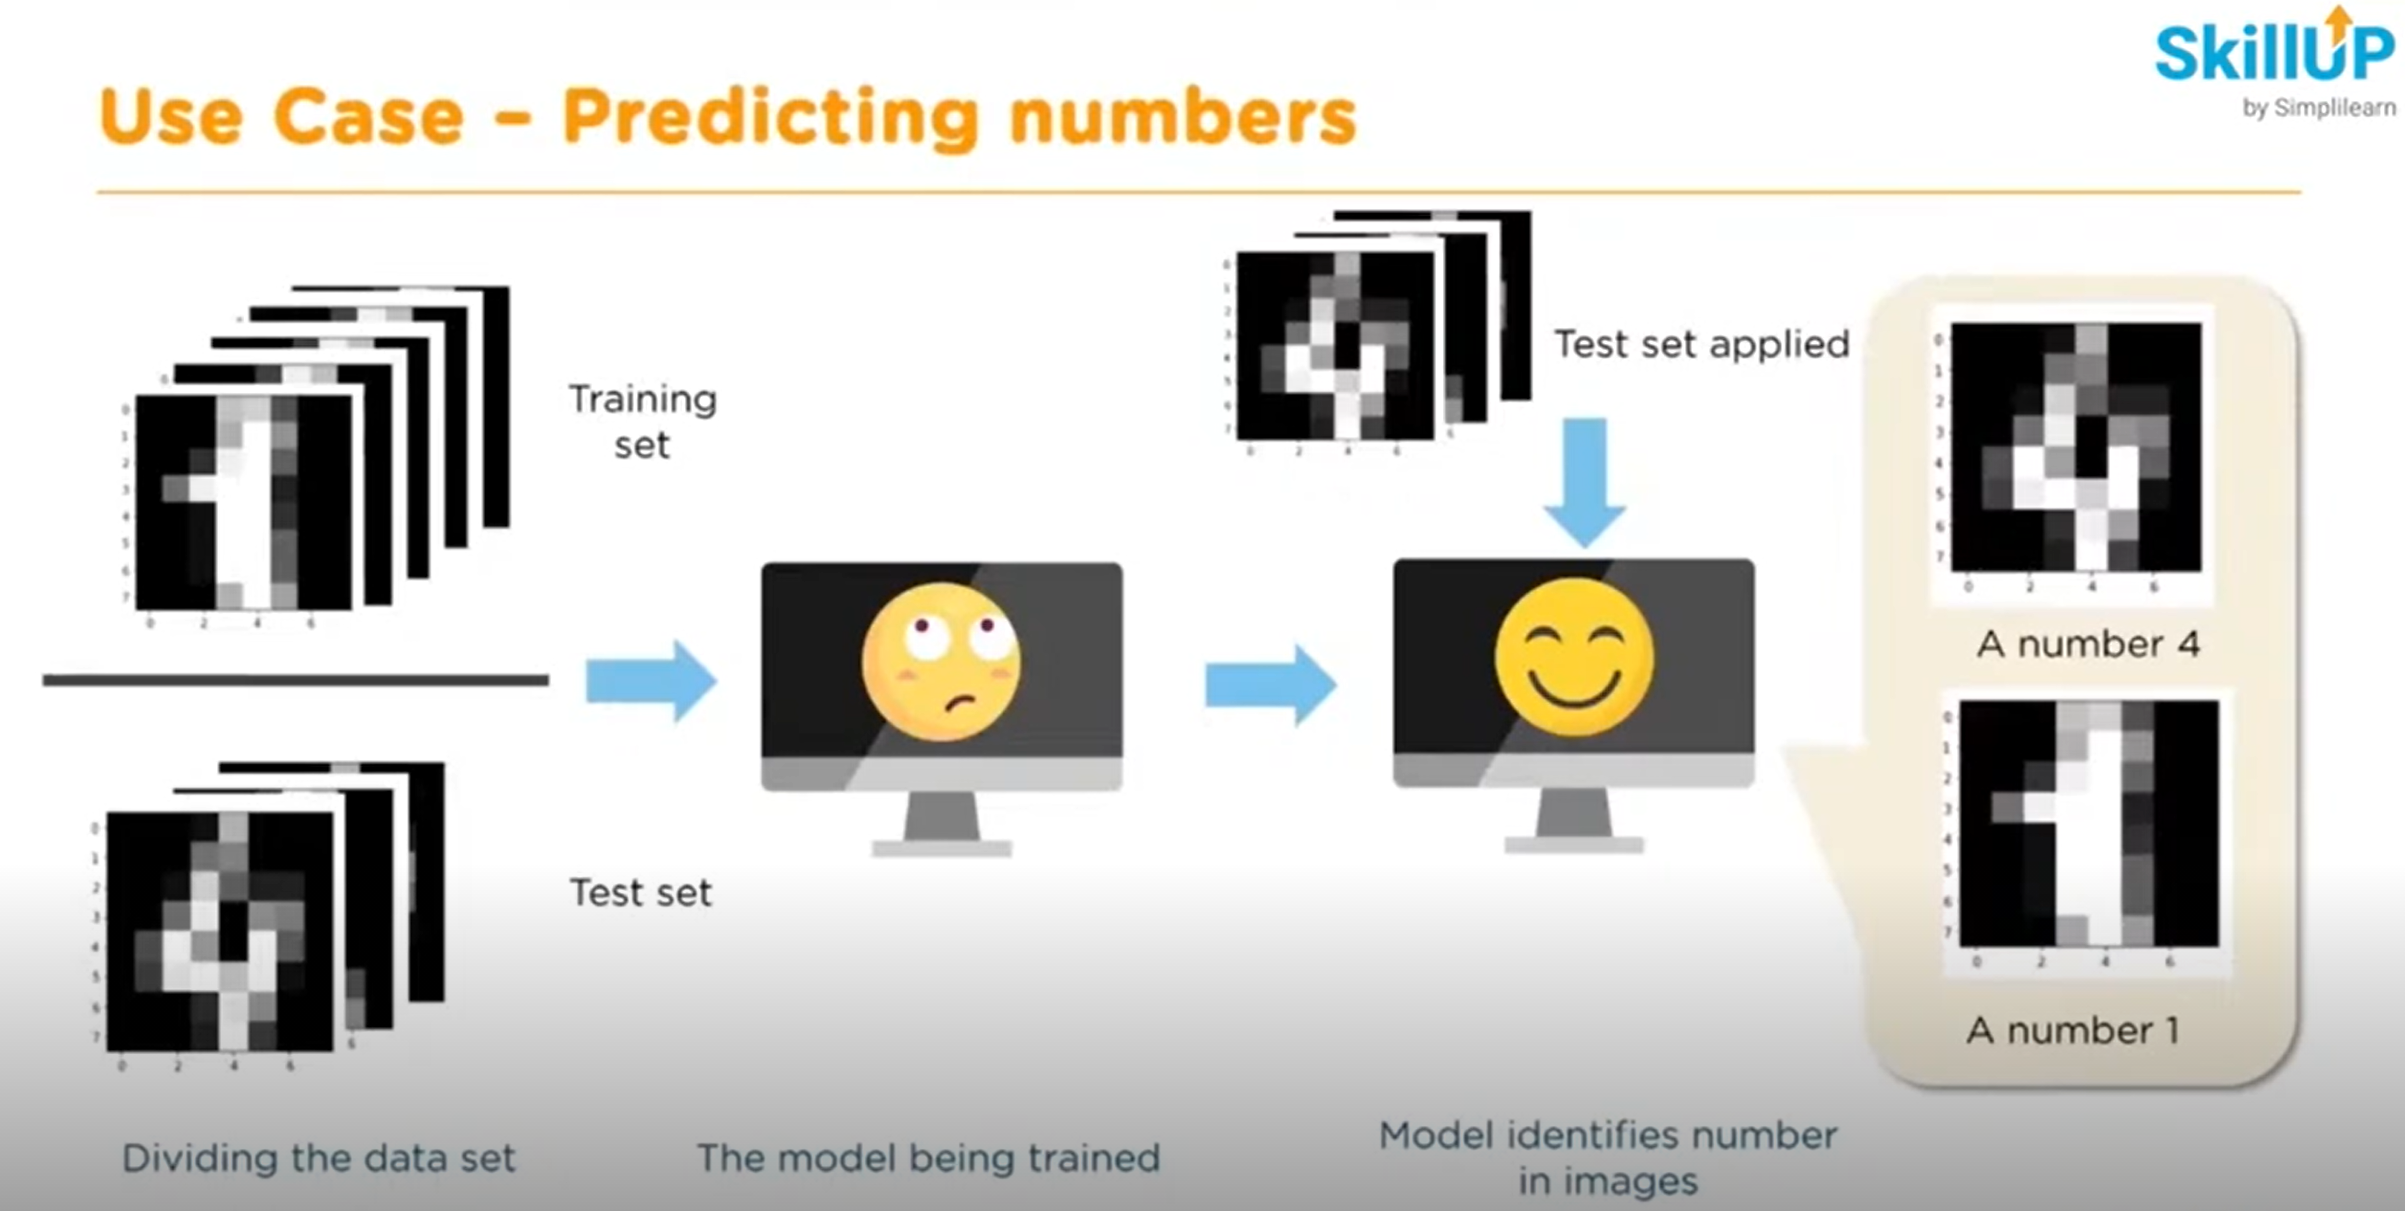 SkillUP
by Simplilearn
Use Case – Predicting numbers
Training
set
Test set
Test set applied
A number 4
A number 1
Dividing the data set
The model being trained
Model identifies number
in images